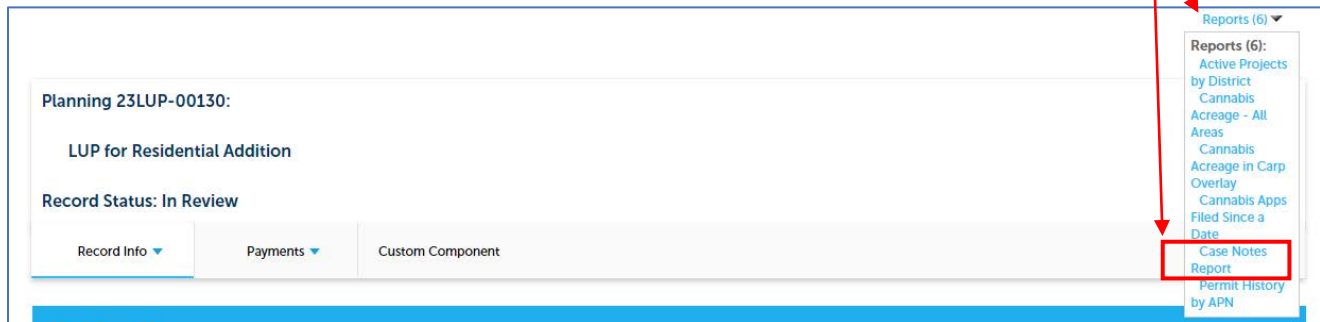 Reports (6)
Reports (6):
Active Projects
by District
Cannabis
Acreage - All
Areas
Cannabis
Acreage in Carp
Overlay
Cannabis Apps
Filed Since a
Date
Case Notes
Report
Permit History
by APN
Planning 23LUP-00130:
LUP for Residential Addition
Record Status: In Review
Record Info Payments Custom Component